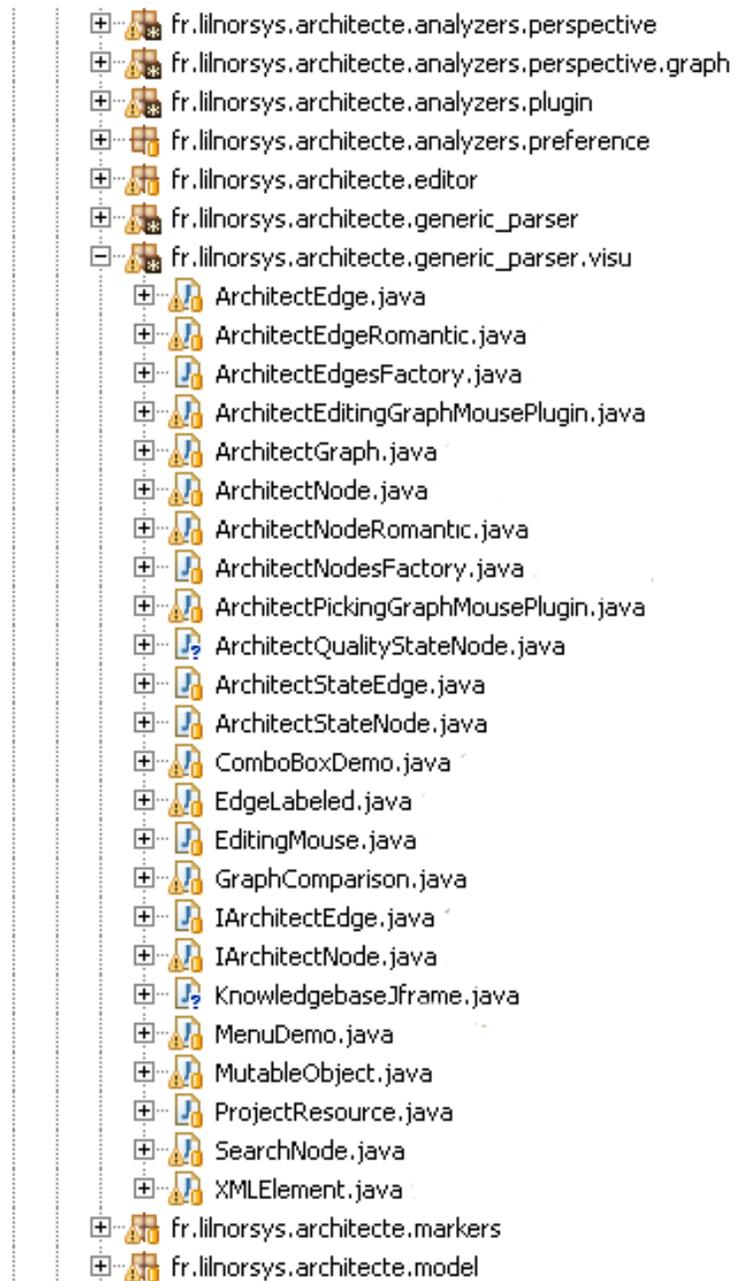 fr.lilnorsys.architecte.analyzers.perspective
fr.lilnorsys.architecte.analyzers.perspective.graph
fr.lilnorsys.architecte.analyzers.plugin
fr.lilnorsys.architecte.analyzers.preference
fr.lilnorsys.architecte.editor
fr.lilnorsys.architecte.generic_parser
fr.lilnorsys.architecte.generic_parser.visu
ArchitectEdge.java
ArchitectEdgeRomantic.java
ArchitectEdgesFactory.java
ArchitectEditingGraphMousePlugin.java
ArchitectGraph.java
ArchitectNode.java
ArchitectNodeRomantic.java
ArchitectNodesFactory.java
ArchitectPickingGraphMousePlugin.java
ArchitectQualityStateNode.java
ArchitectStateEdge.java
ArchitectStateNode.java
ComboBoxDemo.java
EdgeLabeled.java
EditingMouse.java
GraphComparison.java
IArchitectEdge.java
IArchitectNode.java
KnowledgebaseJframe.java
MenuDemo.java
MutableObject.java
ProjectResource.java
SearchNode.java
XMLElement.java
fr.lilnorsys.architecte.markers
fr.lilnorsys.architecte.model